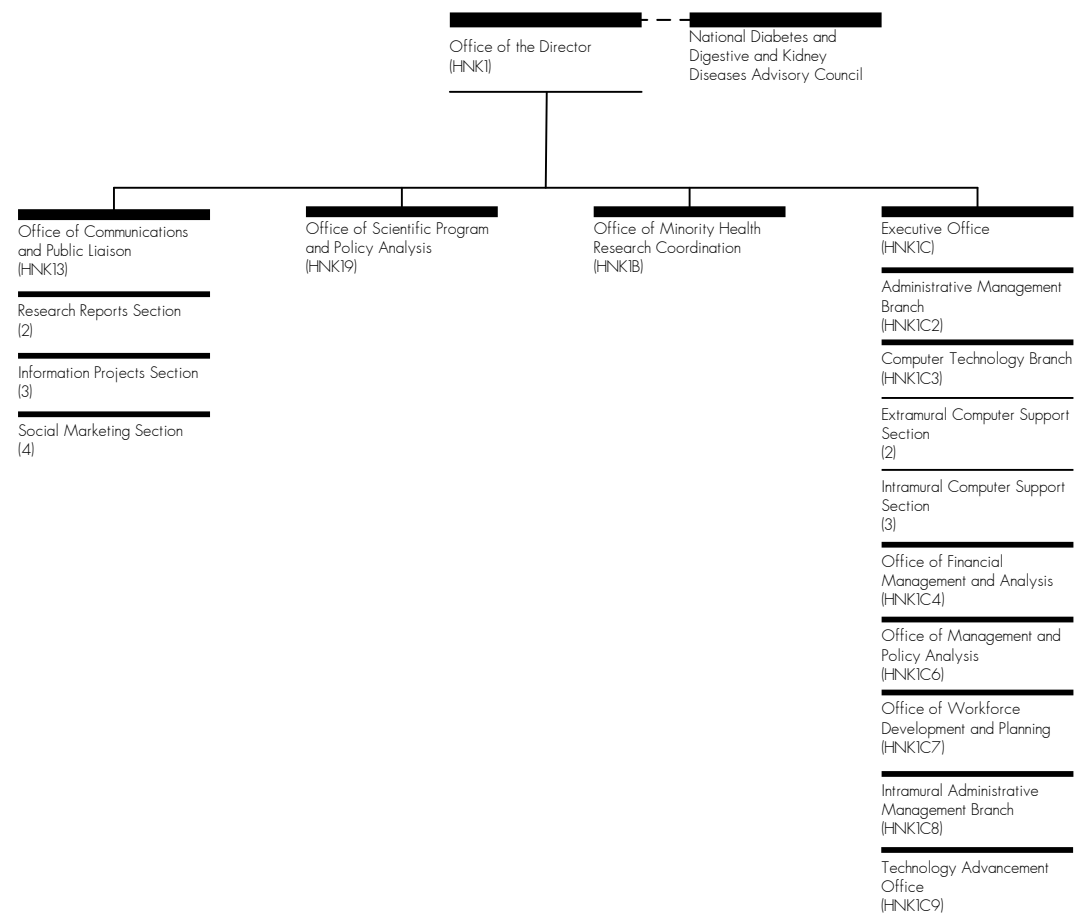 Office of the Director
(HNK1)
National Diabetes and
Digestive and Kidney
Diseases Advisory Council
Office of Communications
and Public Liaison
(HNK13)
Research Reports Section
(2)
Information Projects Section
(3)
Social Marketing Section
(4)
Office of Scientific Program
and Policy Analysis
(HNK19)
Office of Minority Health
Research Coordination
(HNK1B)
Executive Office
(HNK1C)
Administrative Management
Branch
(HNK1C2)
Computer Technology Branch
(HNK1C3)
Extramural Computer Support
Section
(2)
Intramural Computer Support
Section
(3)
Office of Financial
Management and Analysis
(HNK1C4)
Office of Management and
Policy Analysis
(HNK1C6)
Office of Workforce
Development and Planning
(HNK1C7)
Intramural Administrative
Management Branch
(HNK1C8)
Technology Advancement
Office
(HNK1C9)